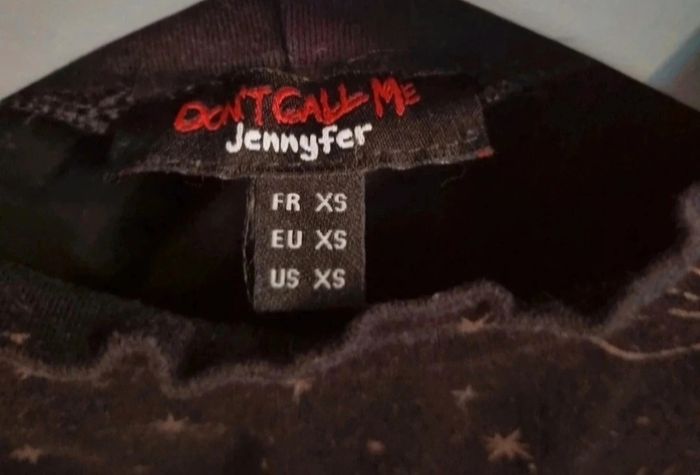 DON'T CALL ME
Jennyfer
FR XS
EU XS
US XS